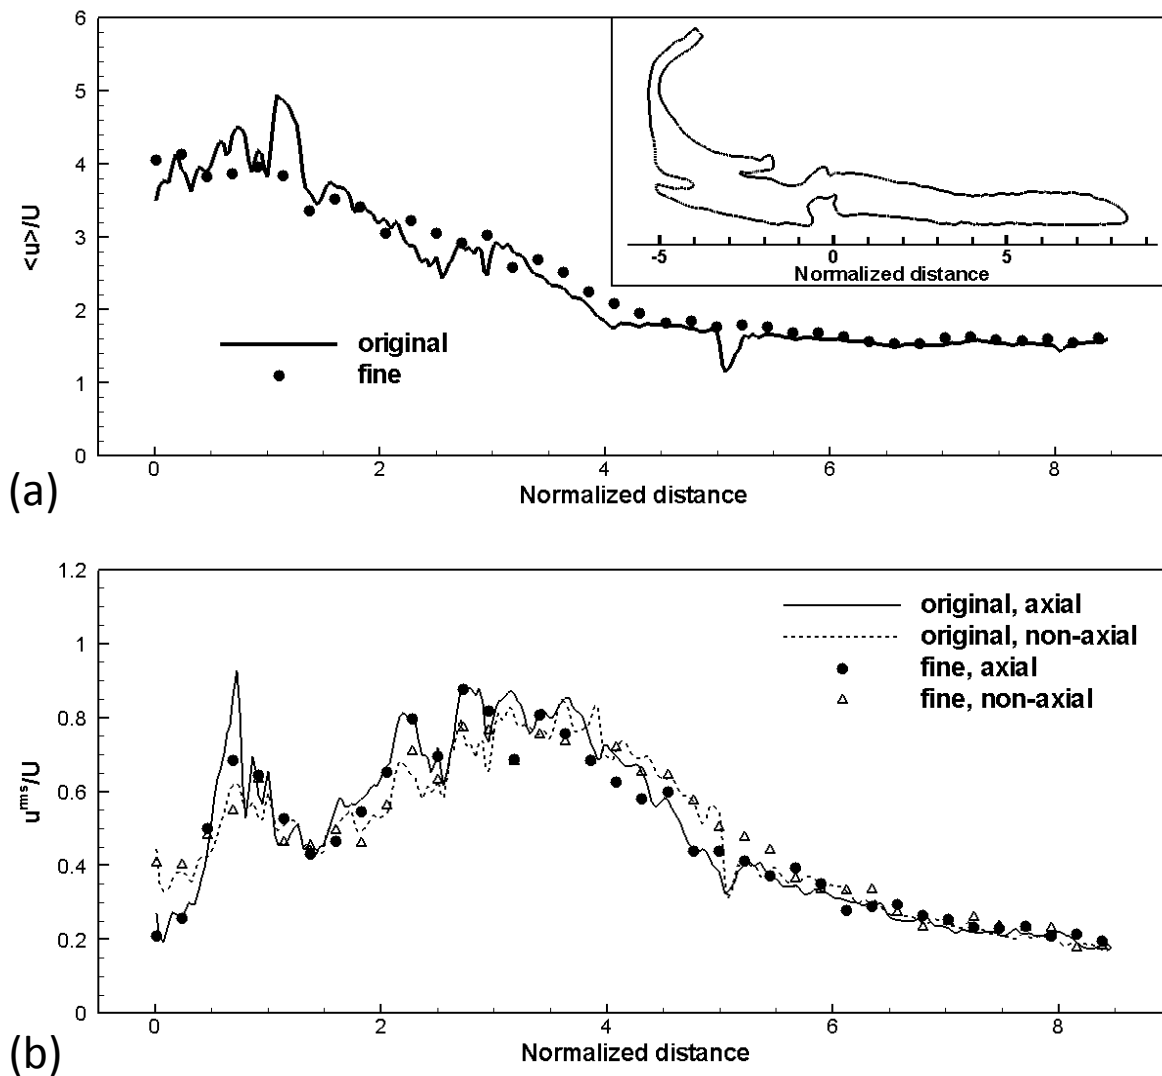 6
5
4
3
2
1
0
<u>/U
original
fine
-5
0
5
Normalized distance
0
2
4
6
8
Normalized distance
(a)
1.2
1
0.8
0.6
0.4
0.2
0
u^rms/U
original, axial
original, non-axial
fine, axial
fine, non-axial
0
2
4
6
8
Normalized distance
(b)